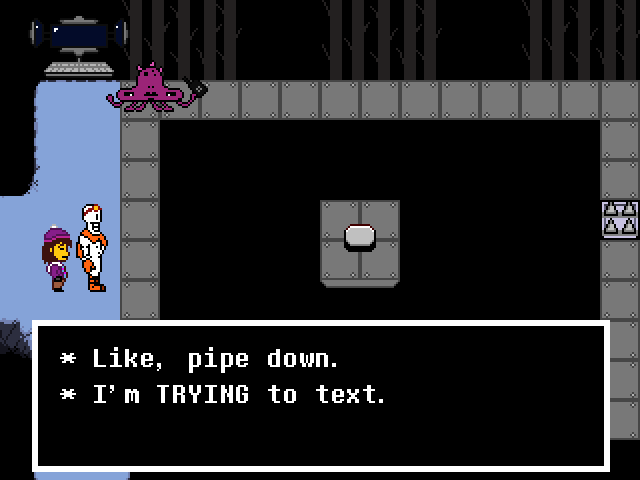 * Like, pipe down.
* I'm TRYING to text.